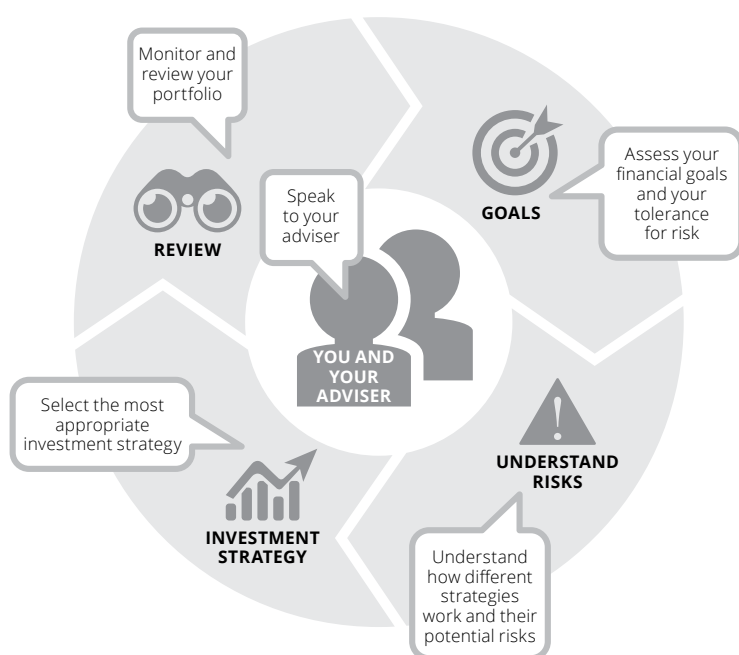 Monitor and
review your
portfolio
REVIEW
Speak
to your
adviser
GOALS
Assess your
financial goals
and your
tolerance
for risk
YOU AND
YOUR
ADVISER
Select the most
appropriate
investment strategy
INVESTMENT
STRATEGY
UNDERSTAND
RISKS
Understand
how different
strategies
work and their
potential risks